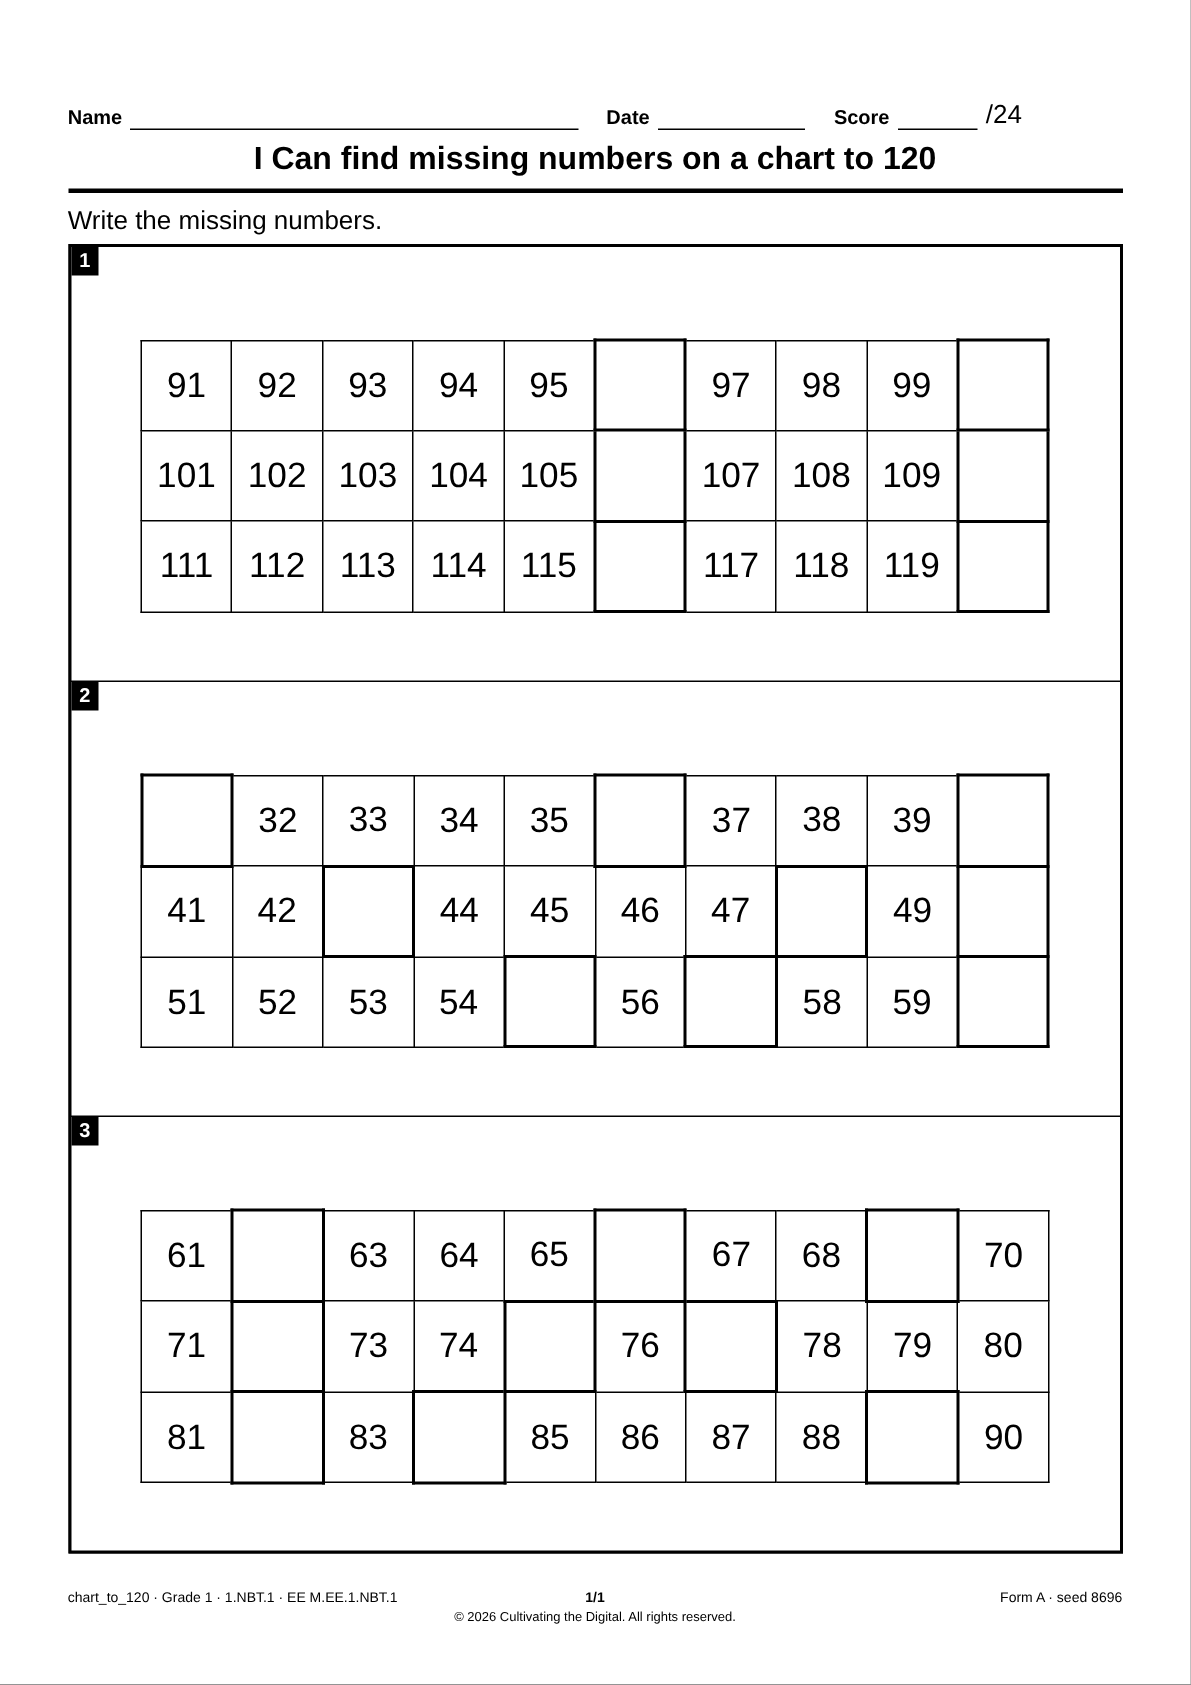 Name Date Score /24
I Can find missing numbers on a chart to 120
Write the missing numbers.
1
91 92 93 94 95 97 98 99
101 102 103 104 105 107 108 109
111 112 113 114 115 117 118 119
2
32 33 34 35 37 38 39
41 42 44 45 46 47 49
51 52 53 54 56 58 59
3
61 63 64 65 67 68 70
71 73 74 76 78 79 80
81 83 85 86 87 88 90
chart_to_120 · Grade 1 · 1.NBT.1 · EE M.EE.1.NBT.1 1/1 Form A · seed 8696
© 2026 Cultivating the Digital. All rights reserved.